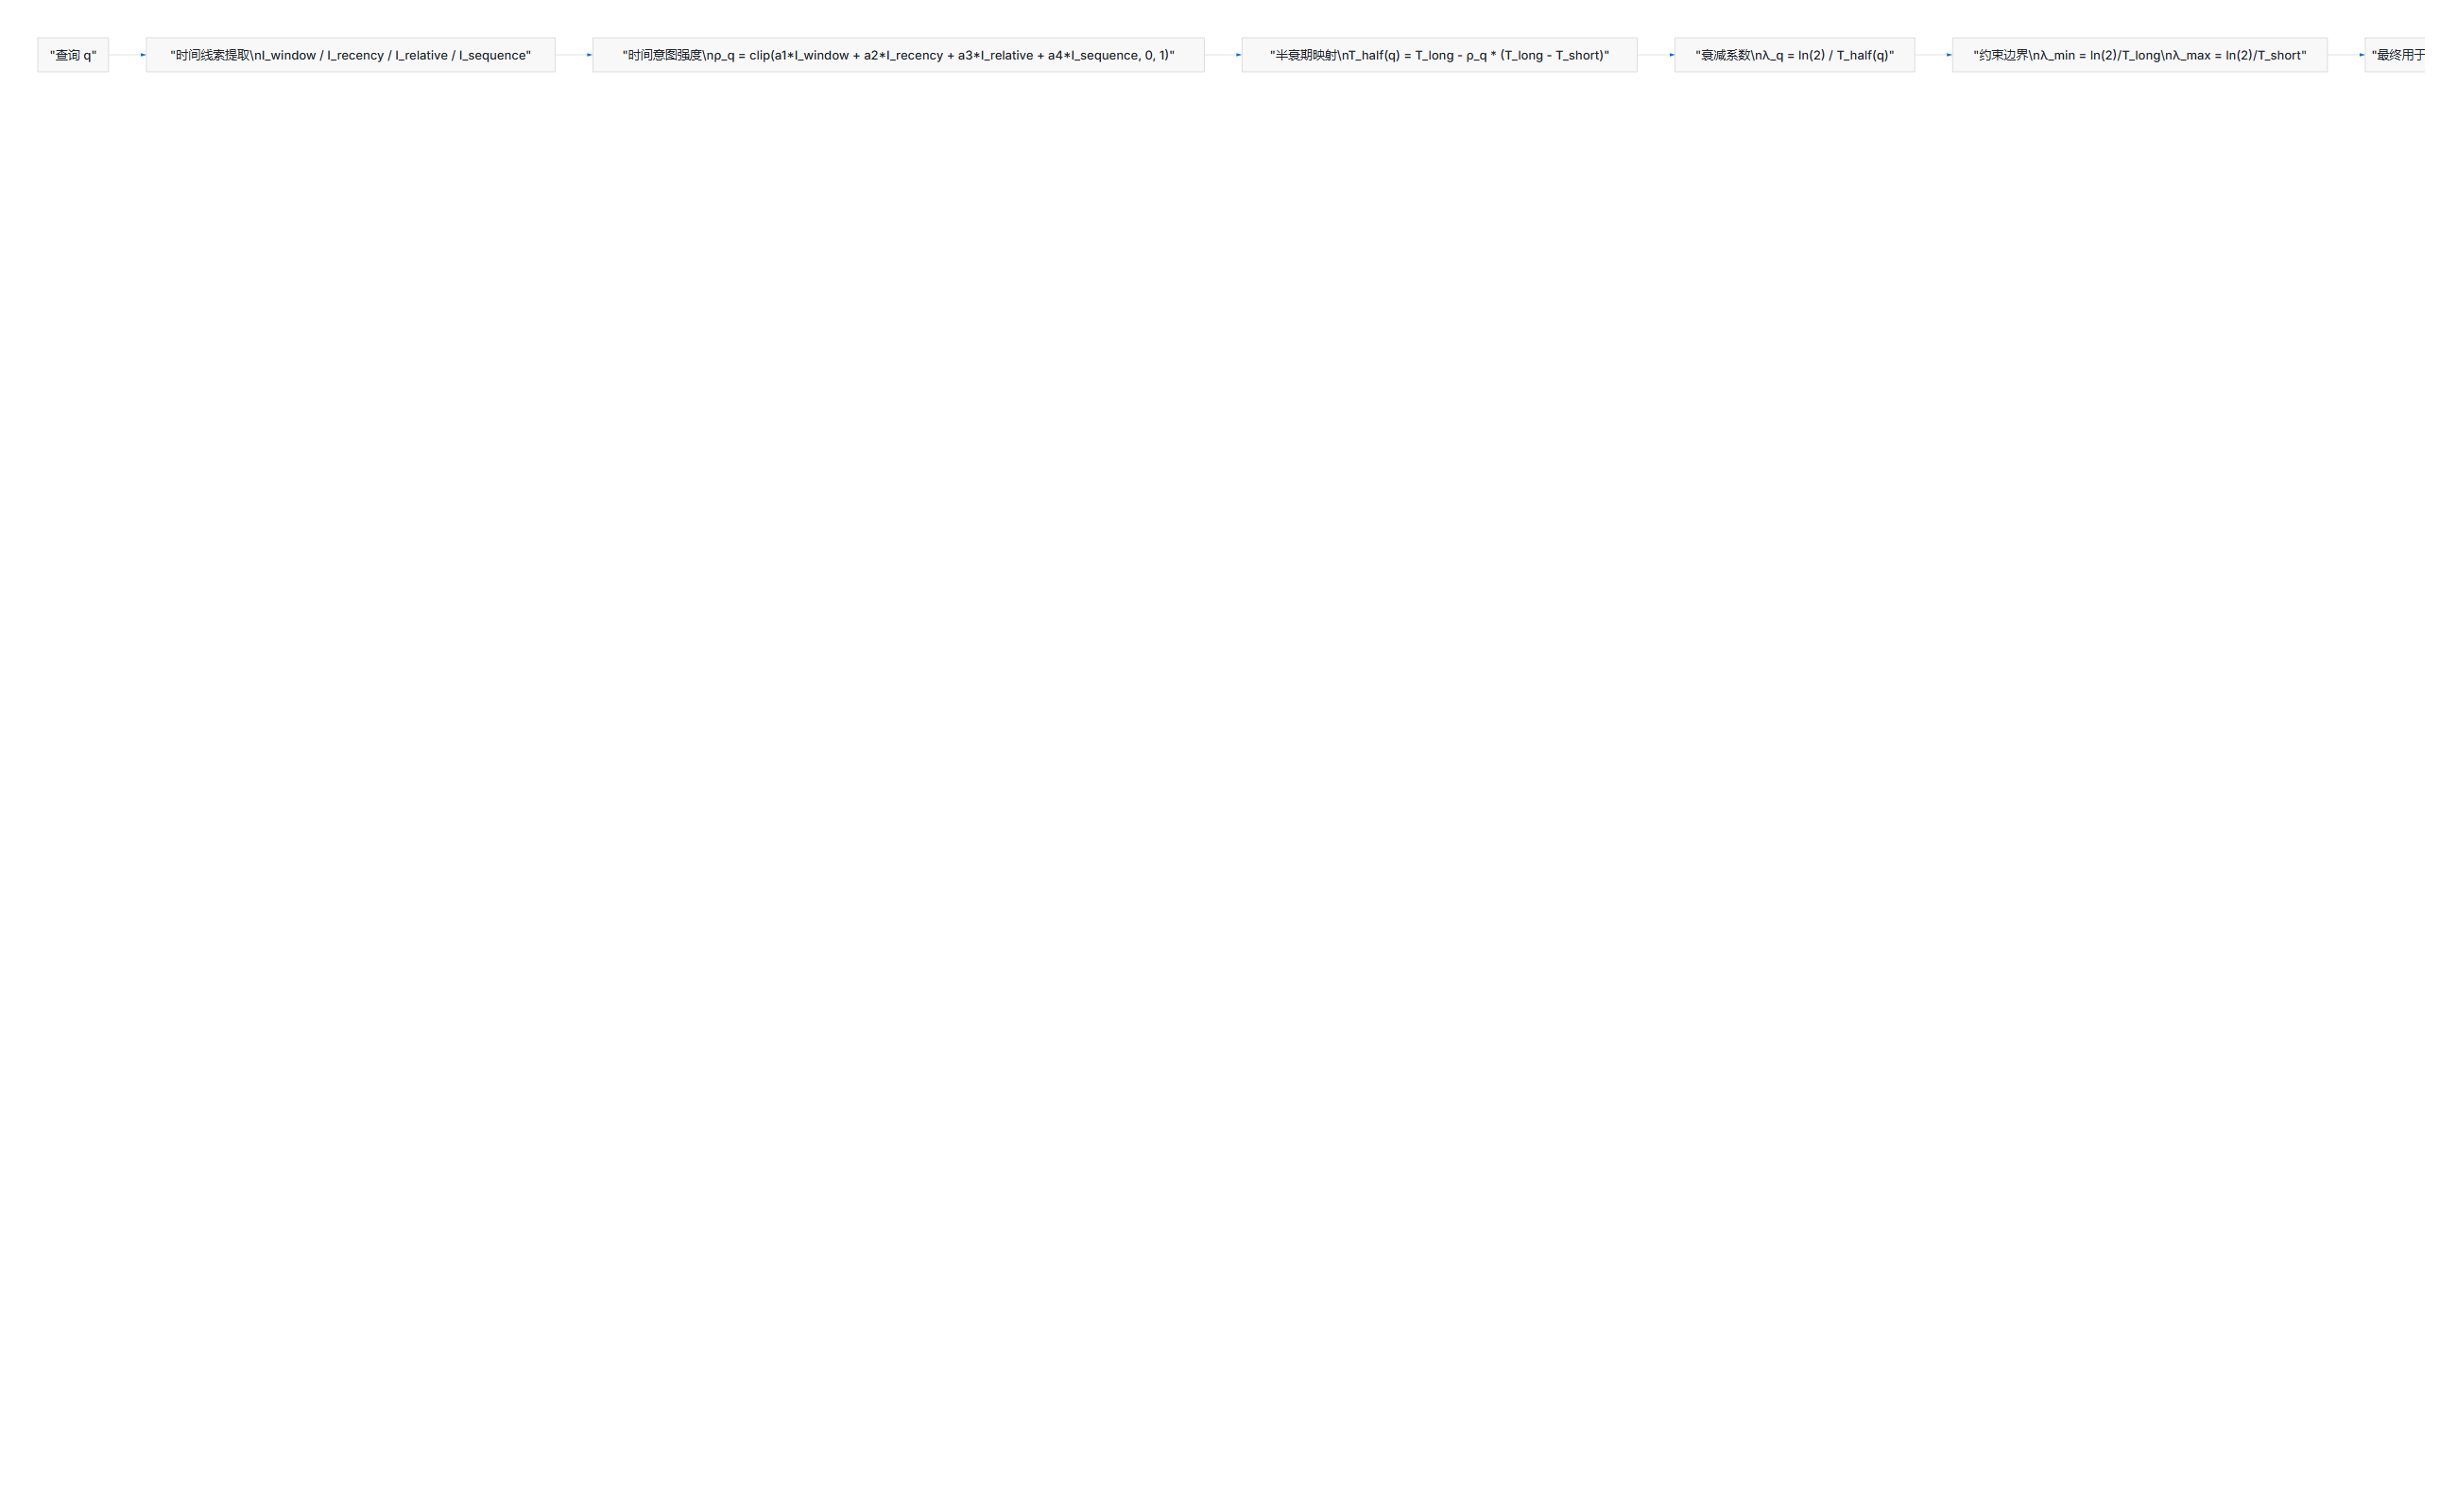 "查询 q"
"时间线索提取\nI_window / I_recency / I_relative / I_sequence"
"时间意图强度\nρ_q = clip(a1*I_window + a2*I_recency + a3*I_relative + a4*I_sequence, 0, 1)"
"半衰期映射\nT_half(q) = T_long - ρ_q * (T_long - T_short)"
"衰减系数\nλ_q = ln(2) / T_half(q)"
"约束边界\nλ_min = ln(2)/T_long\nλ_max = ln(2)/T_short"
"最终用于